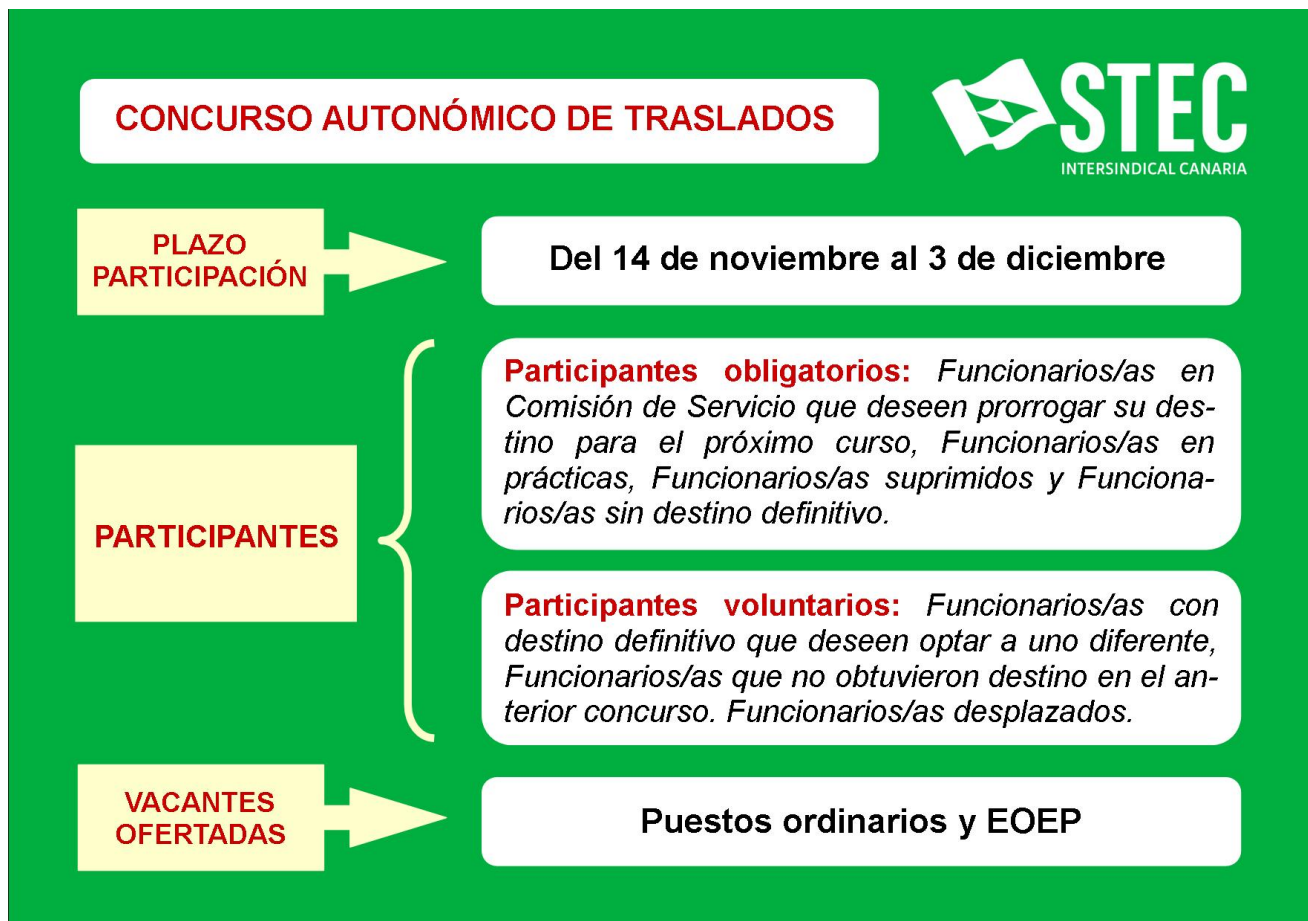 CONCURSO AUTONÓMICO DE TRASLADOS
STEC
INTERSINDICAL CANARIA
PLAZO
PARTICIPACIÓN
Del 14 de noviembre al 3 de diciembre
PARTICIPANTES
Participantes obligatorios: Funcionarios/as en
Comisión de Servicio que deseen prorrogar su des-
tino para el próximo curso, Funcionarios/as en
prácticas, Funcionarios/as suprimidos y Funciona-
rios/as sin destino definitivo.
Participantes voluntarios: Funcionarios/as con
destino definitivo que deseen optar a uno diferente,
Funcionarios/as que no obtuvieron destino en el an-
terior concurso. Funcionarios/as desplazados.
VACANTES
OFERTADAS
Puestos ordinarios y EOEP